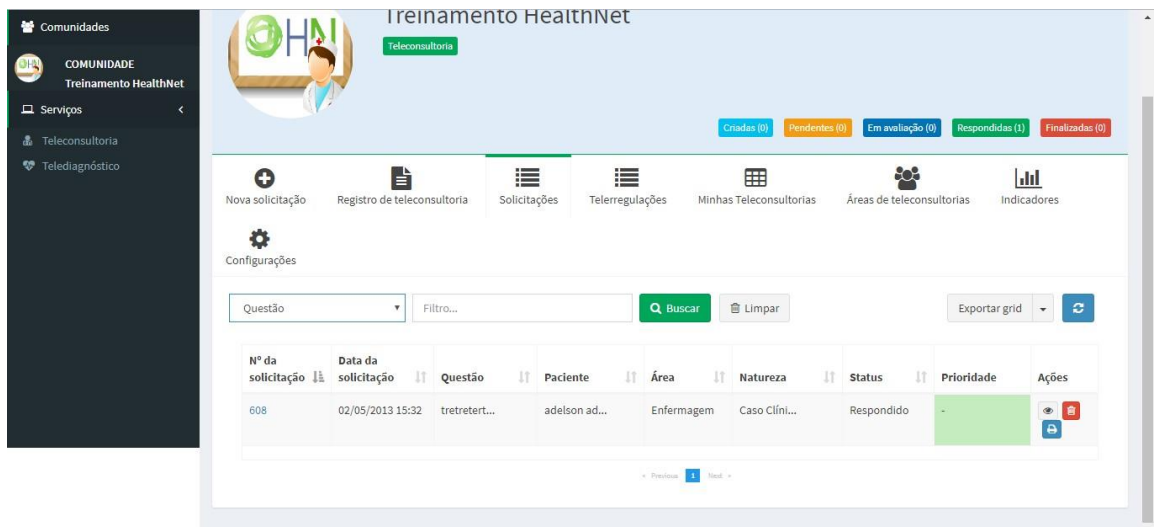 Comunidades
COMUNIDADE
Treinamento HealthNet
Serviços
Teleconsultoria
Telediagnóstico
OHN
Treinamento HealthNet
Teleconsultoria
Criadas (0) Pendentes (0) Em avaliação (0) Respondidas (1) Finalizadas (0)
Nova solicitação Registro de teleconsultoria Solicitações Telerregulações Minhas Teleconsultorias Áreas de teleconsultorias Indicadores
Configurações
Questão Filtro... Buscar Limpar Exportar grid
Nº da solicitação Data da solicitação Questão Paciente Área Natureza Status Prioridade Ações
608 02/05/2013 15:32 tretretert... adelson ad... Enfermagem Caso Clíni... Respondido -
« Previous 1 Next »